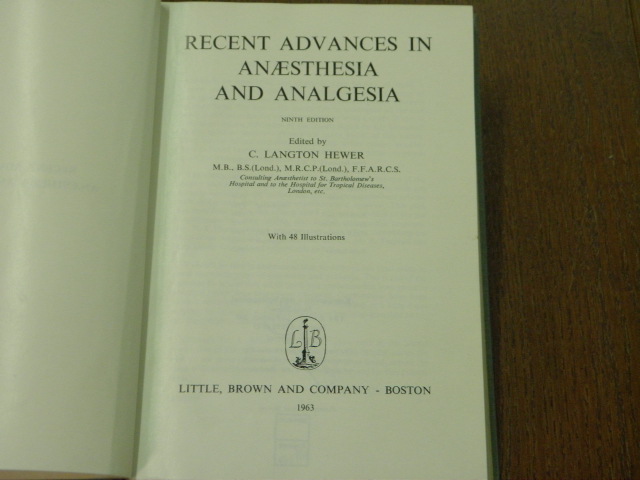 RECENT ADVANCES IN
ANÆSTHESIA
AND ANALGESIA
NINTH EDITION
Edited by
C. LANGTON HEWER
M.B., B.S.(Lond.), M.R.C.P.(Lond.), F.F.A.R.C.S.
Consulting Anæsthetist to St. Bartholomew's
Hospital and to the Hospital for Tropical Diseases,
London, etc.
With 48 Illustrations
L B
LITTLE, BROWN AND COMPANY - BOSTON
1963